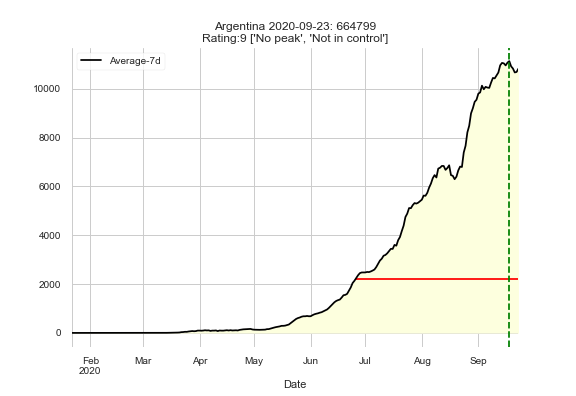 Argentina 2020-09-23: 664799
Rating:9 ['No peak', 'Not in control']
Average-7d
10000
8000
6000
4000
2000
0
Feb Mar Apr May Jun Jul Aug Sep
2020
Date